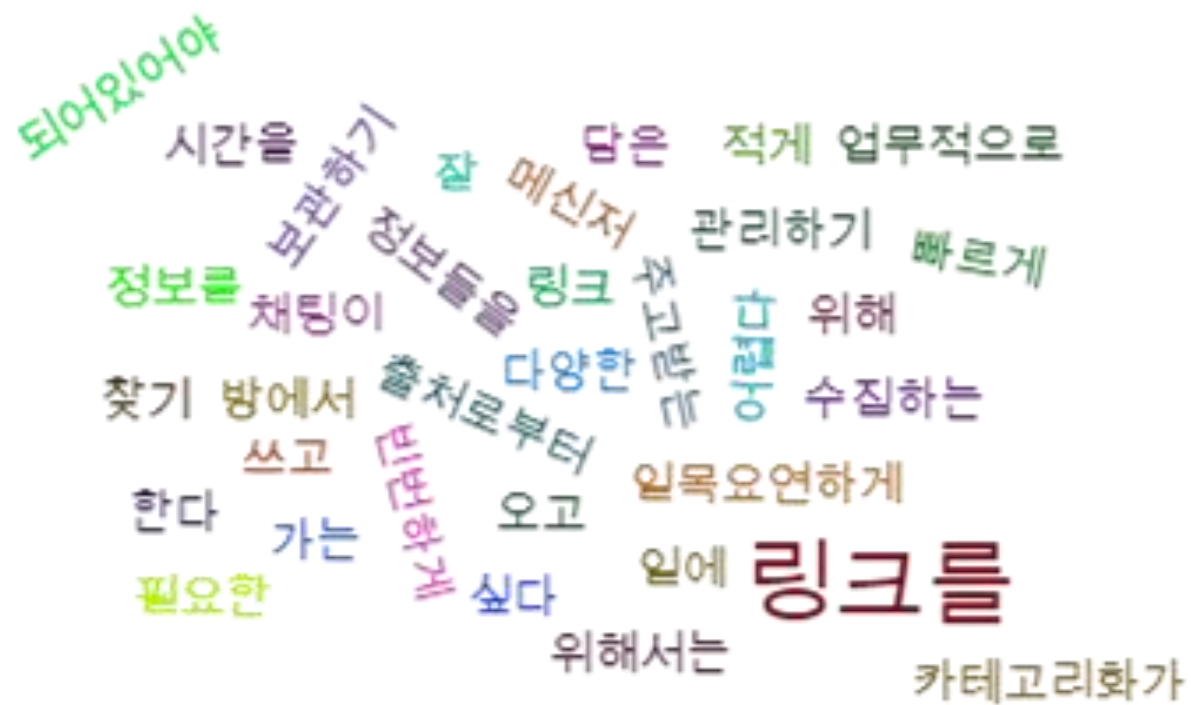 되어있어야
시간을
보관하기
잘
메신저
담은
적게
업무적으로
관리하기
빠르게
정보를
채팅이
정보들을
링크
주고받는
어렵다
위해
찾기
방에서
출처로부터
다양한
수집하는
쓰고
빈번하게
일목요연하게
한다
가는
오고
일에
링크를
필요한
싶다
위해서는
카테고리화가